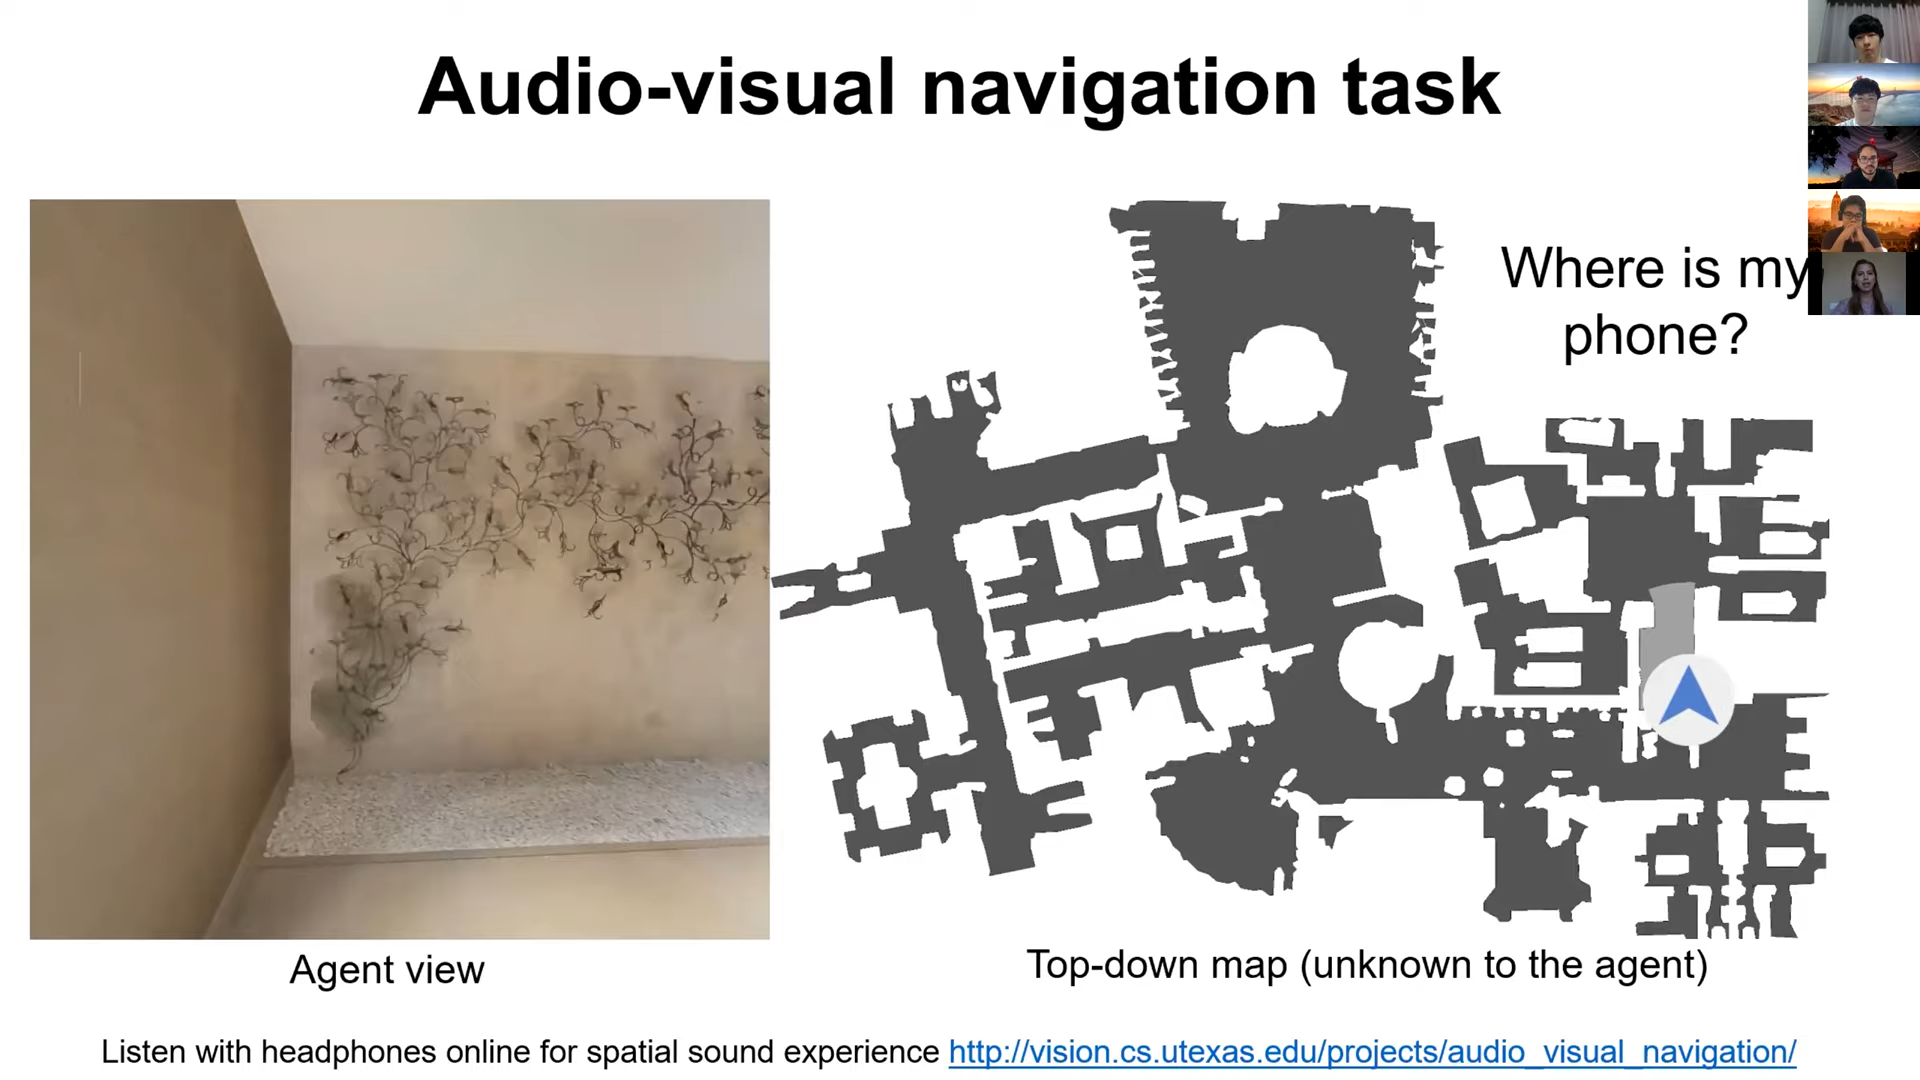 Audio-visual navigation task
Where is my
phone?
Agent view
Top-down map (unknown to the agent)
Listen with headphones online for spatial sound experience http://vision.cs.utexas.edu/projects/audio_visual_navigation/